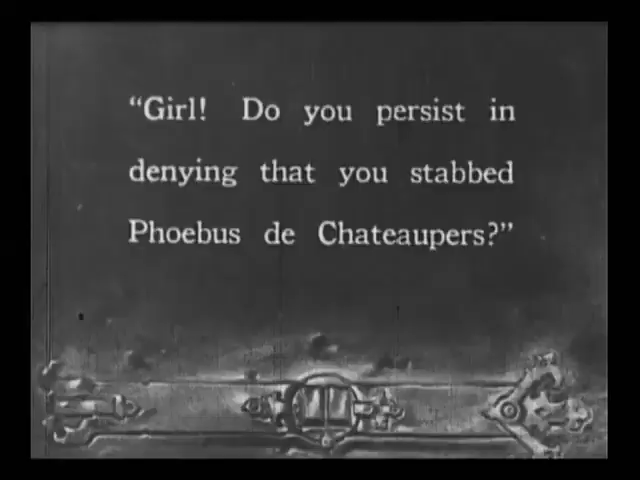 “Girl! Do you persist in
denying that you stabbed
Phoebus de Chateaupers?”